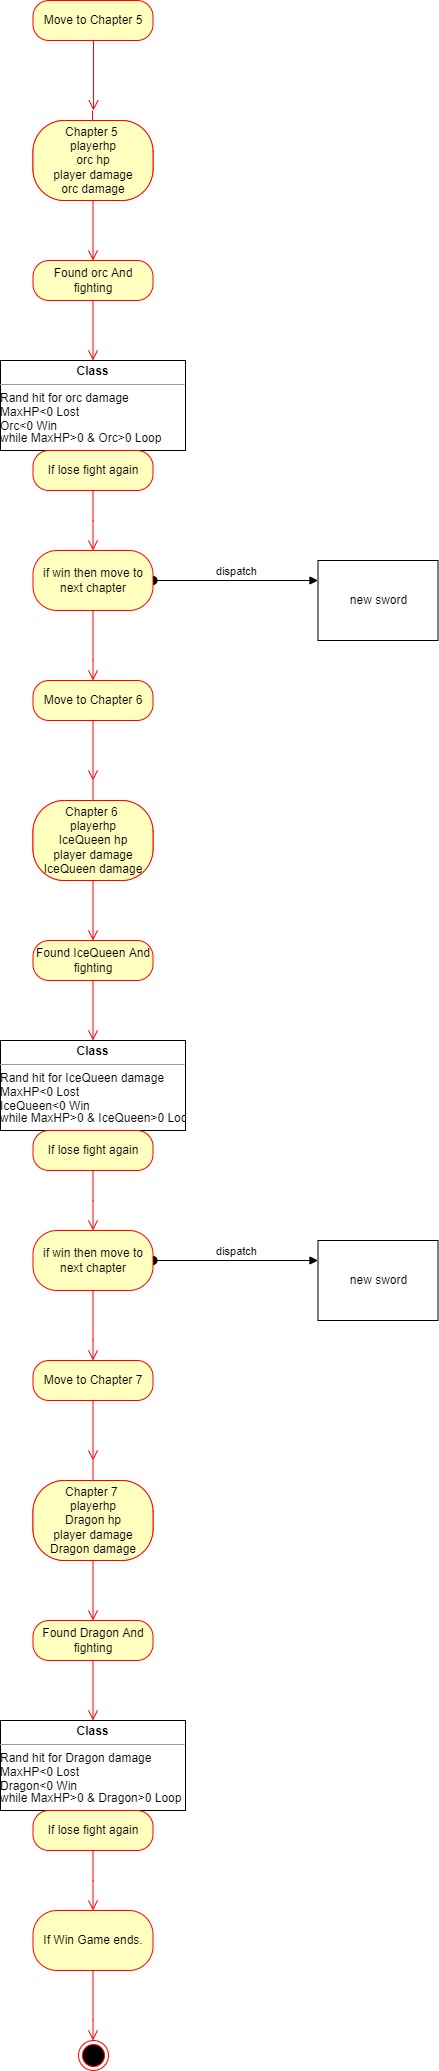 Move to Chapter 5
Chapter 5
playerhp
orc hp
player damage
orc damage
Found orc And
fighting
Class
Rand hit for orc damage
MaxHP<0 Lost
Orc<0 Win
while MaxHP>0 & Orc>0 Loop
If lose fight again
if win then move to
next chapter
dispatch
new sword
Move to Chapter 6
Chapter 6
playerhp
IceQueen hp
player damage
IceQueen damage
Found IceQueen And
fighting
Class
Rand hit for IceQueen damage
MaxHP<0 Lost
IceQueen<0 Win
while MaxHP>0 & IceQueen>0 Loo
If lose fight again
if win then move to
next chapter
dispatch
new sword
Move to Chapter 7
Chapter 7
playerhp
Dragon hp
player damage
Dragon damage
Found Dragon And
fighting
Class
Rand hit for Dragon damage
MaxHP<0 Lost
Dragon<0 Win
while MaxHP>0 & Dragon>0 Loop
If lose fight again
If Win Game ends.